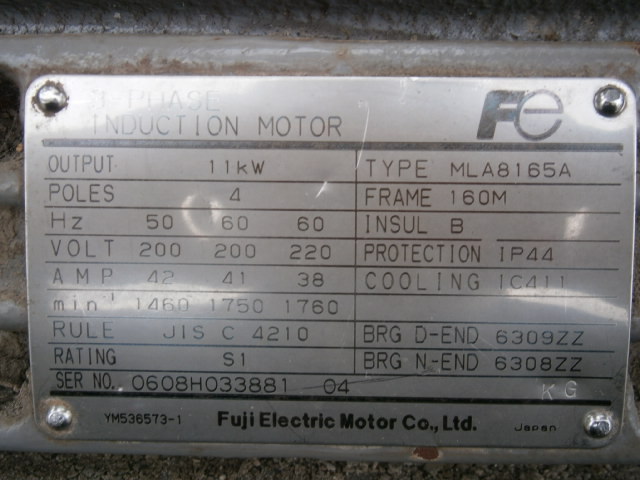 3-PHASE
INDUCTION MOTOR
Fe
OUTPUT 11kW TYPE MLA8165A
POLES 4 FRAME 160M
Hz 50 60 60 INSUL B
VOLT 200 200 220 PROTECTION IP44
AMP 42 41 38 COOLING IC411
min⁻¹ 1460 1750 1760
RULE JIS C 4210 BRG D-END 6309ZZ
RATING S1 BRG N-END 6308ZZ
SER NO. 0608H033881 04 KG
YM536573-1 Fuji Electric Motor Co., Ltd. Japan